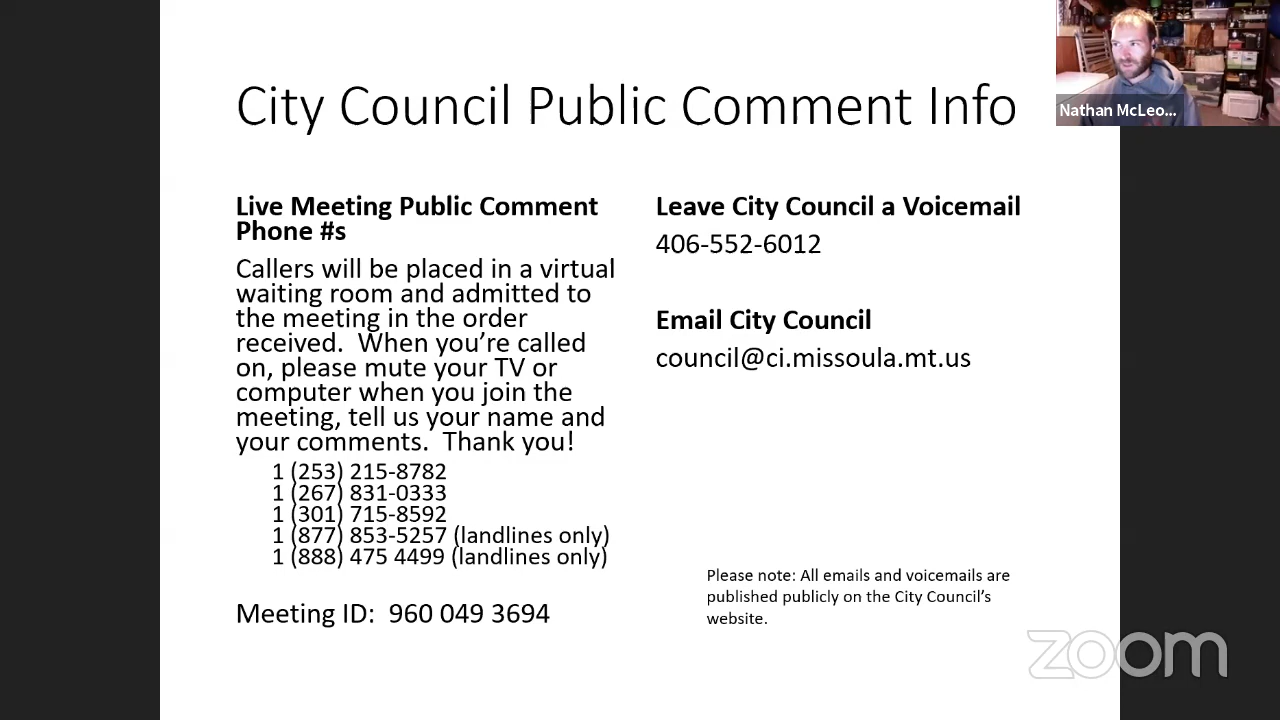 City Council Public Comment Info
Nathan McLeo...
Live Meeting Public Comment
Phone #s
Callers will be placed in a virtual
waiting room and admitted to
the meeting in the order
received.  When you're called
on, please mute your TV or
computer when you join the
meeting, tell us your name and
your comments.  Thank you!
1 (253) 215-8782
1 (267) 831-0333
1 (301) 715-8592
1 (877) 853-5257 (landlines only)
1 (888) 475 4499 (landlines only)
Meeting ID:  960 049 3694
Leave City Council a Voicemail
406-552-6012
Email City Council
council@ci.missoula.mt.us
Please note: All emails and voicemails are
published publicly on the City Council's
website.
zoom